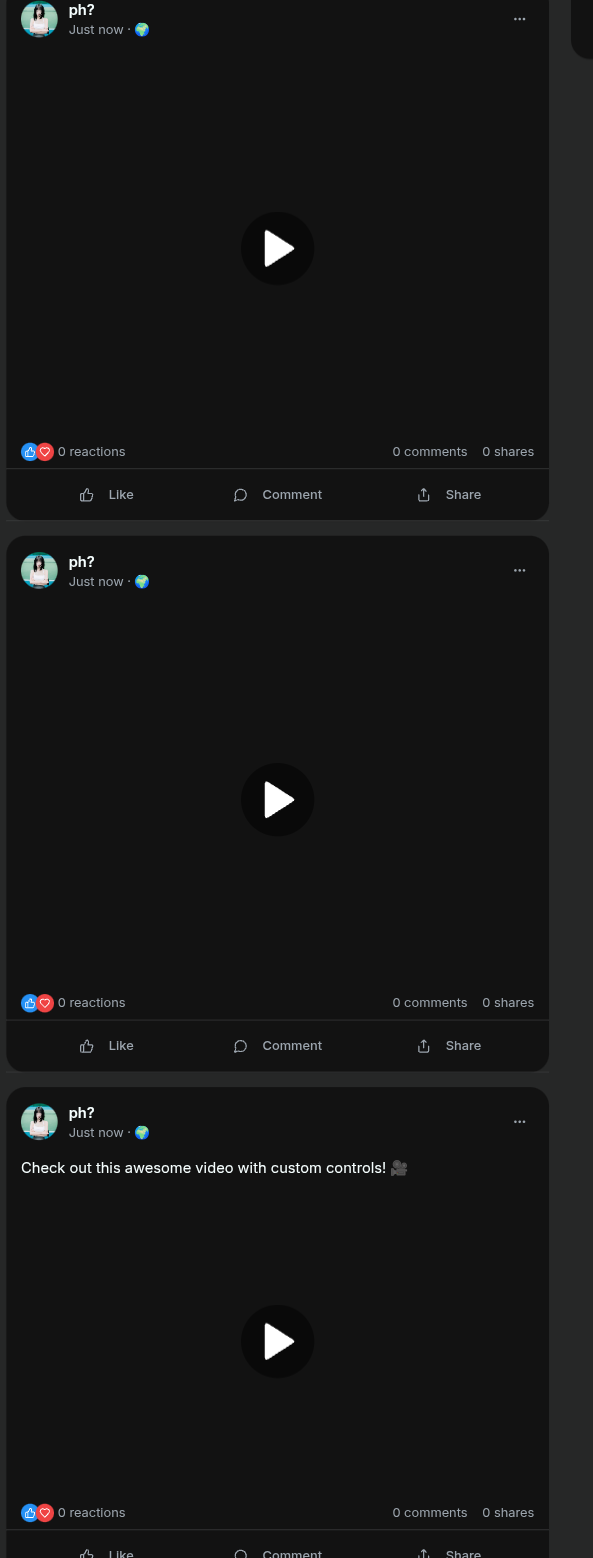 ph?
Just now · 🌍
0 reactions 0 comments 0 shares
Like Comment Share
ph?
Just now · 🌍
0 reactions 0 comments 0 shares
Like Comment Share
ph?
Just now · 🌍
Check out this awesome video with custom controls! 🎥
0 reactions 0 comments 0 shares
Like Comment Share